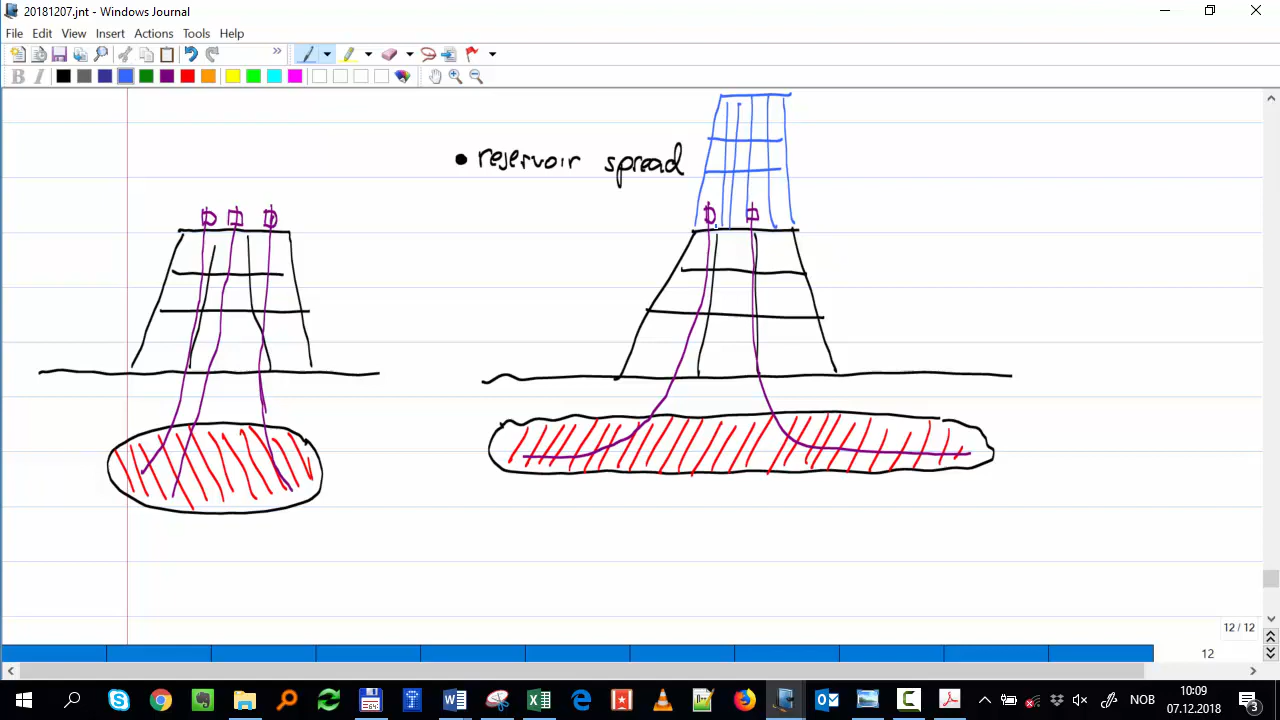 20181207.jnt - Windows Journal
File Edit View Insert Actions Tools Help
B I
• reservoir spread
12 / 12
12
NOB
10:09
07.12.2018
3